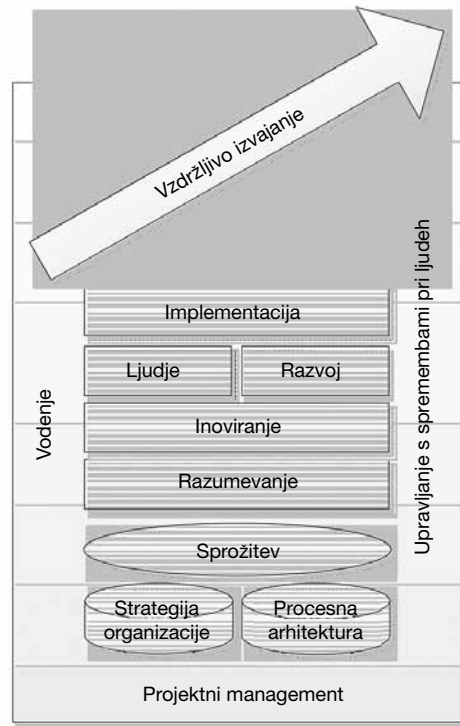 Vzdržljivo izvajanje
Implementacija
Ljudje
Razvoj
Inoviranje
Razumevanje
Vodenje
Upravljanje s spremembami pri ljudeh
Sprožitev
Strategija
organizacije
Procesna
arhitektura
Projektni management